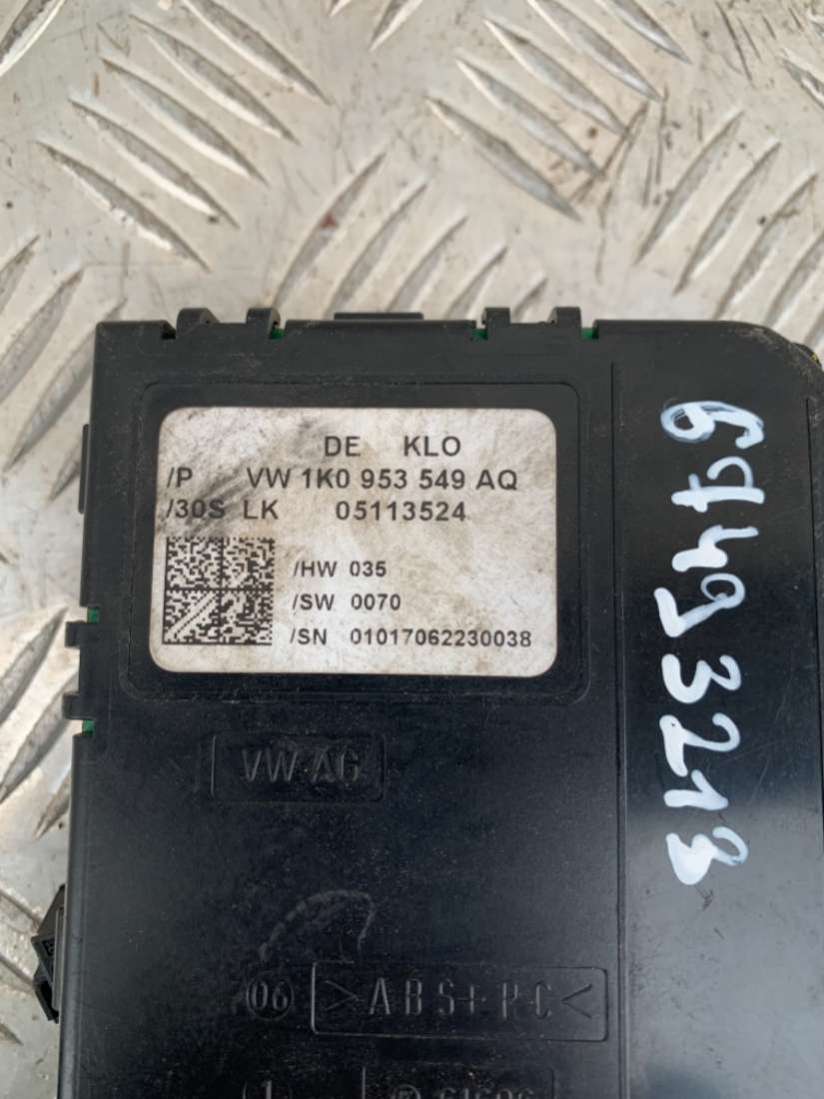 DE KLO
/P VW 1K0 953 549 AQ
/30S LK 05113524
/HW 035
/SW 0070
/SN 01017062230038
VW AG
06 >ABS+PC<